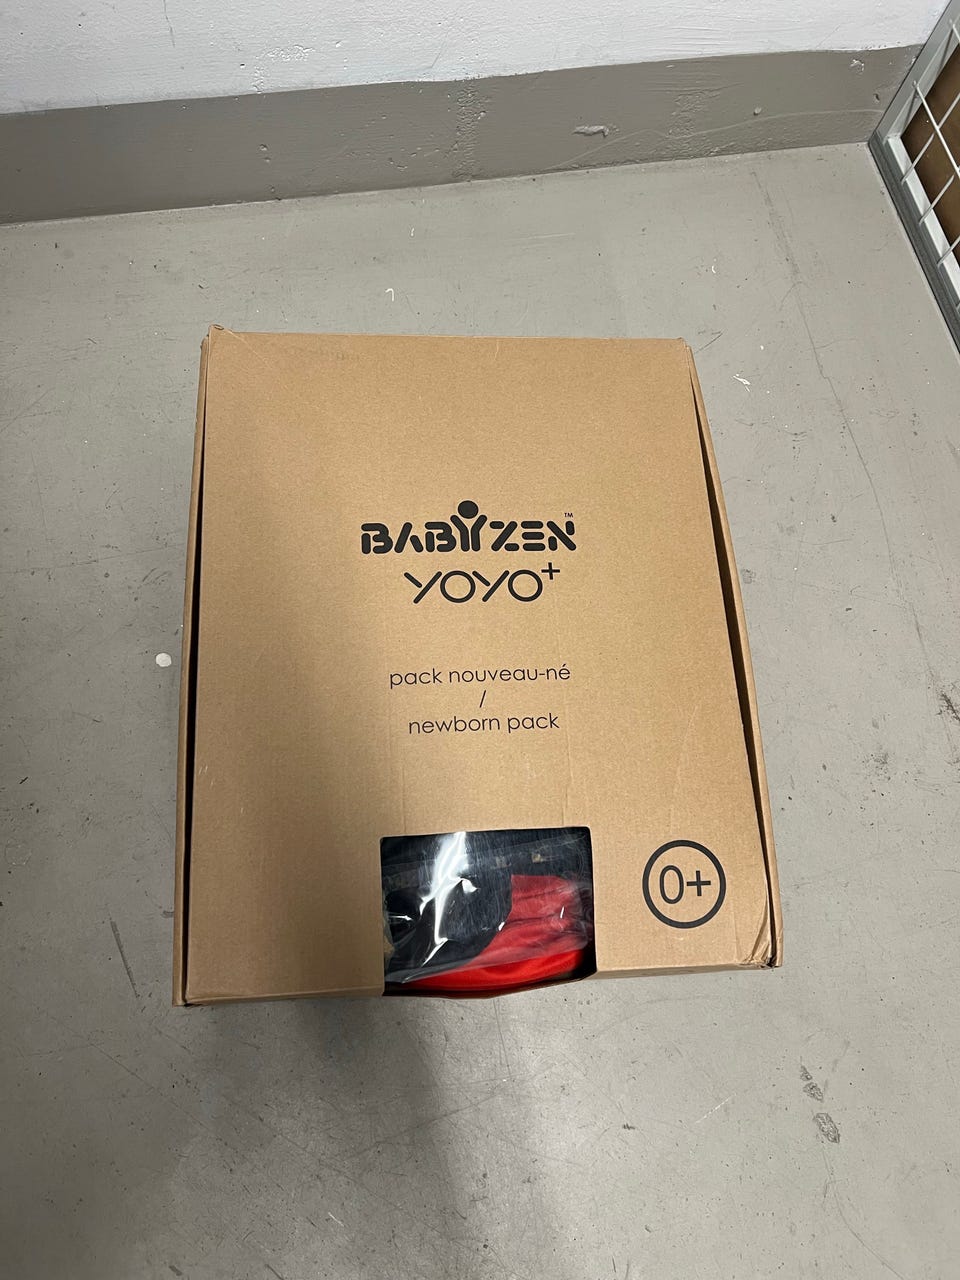 BABYZEN™
YOYO+
pack nouveau-né
/
newborn pack
0+